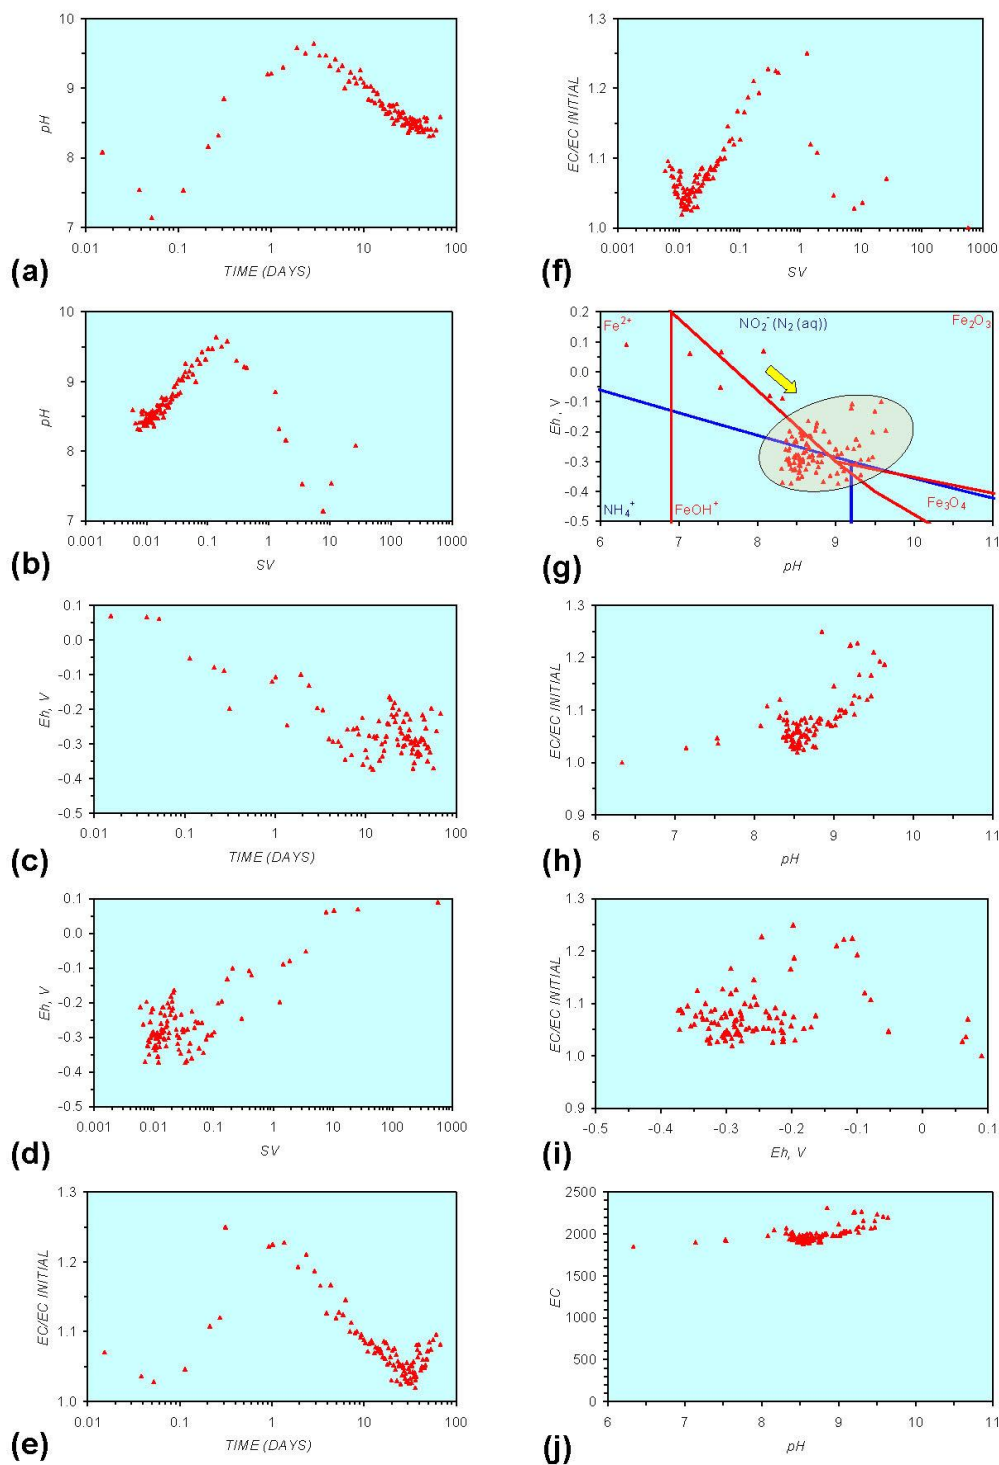 10
9
8
7
pH
0.01 0.1 1 10 100
TIME (DAYS)
(a)
1.3
1.2
1.1
1.0
EC/EC INITIAL
0.001 0.01 0.1 1 10 100 1000
SV
(f)
10
9
8
7
pH
0.001 0.01 0.1 1 10 100 1000
SV
(b)
0.2
0.1
0.0
-0.1
-0.2
-0.3
-0.4
-0.5
Eh, V
Fe²⁺
NO₂⁻(N₂(aq))
Fe₂O₃
NH₄⁺
FeOH⁺
Fe₃O₄
6 7 8 9 10 11
pH
(g)
0.1
0.0
-0.1
-0.2
-0.3
-0.4
-0.5
Eh, V
0.01 0.1 1 10 100
TIME (DAYS)
(c)
1.3
1.2
1.1
1.0
0.9
EC/EC INITIAL
6 7 8 9 10 11
pH
(h)
0.1
0.0
-0.1
-0.2
-0.3
-0.4
-0.5
Eh, V
0.001 0.01 0.1 1 10 100 1000
SV
(d)
1.3
1.2
1.1
1.0
0.9
EC/EC INITIAL
-0.5 -0.4 -0.3 -0.2 -0.1 0 0.1
Eh, V
(i)
1.3
1.2
1.1
1.0
EC/EC INITIAL
0.01 0.1 1 10 100
TIME (DAYS)
(e)
2500
2000
1500
1000
500
0
EC
6 7 8 9 10 11
pH
(j)